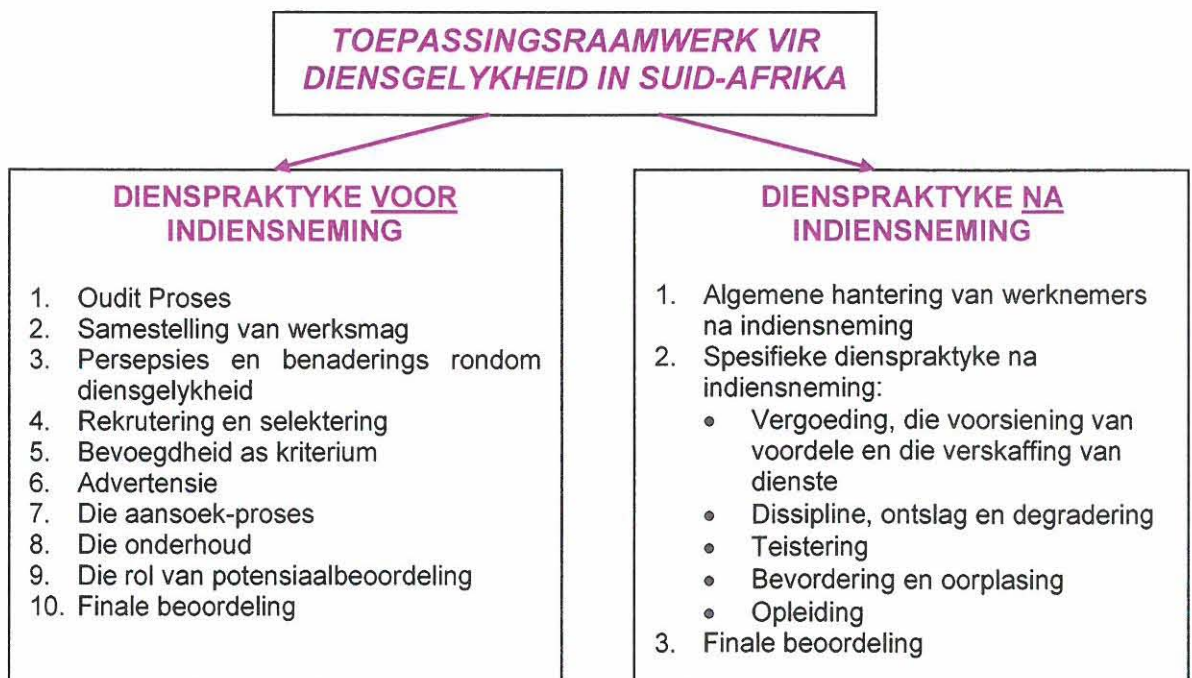 TOEPASSINGSRAAMWERK VIR
DIENSGELYKHEID IN SUID-AFRIKA
DIENSPRAKTYKE VOOR
INDIENSNEMING
1. Oudit Proses
2. Samestelling van werksmag
3. Persepsies en benaderings rondom
diensgelykheid
4. Rekrutering en selektering
5. Bevoegdheid as kriterium
6. Advertensie
7. Die aansoek-proses
8. Die onderhoud
9. Die rol van potensiaalbeoordeling
10. Finale beoordeling
DIENSPRAKTYKE NA
INDIENSNEMING
1. Algemene hantering van werknemers
na indiensneming
2. Spesifieke dienspraktyke na
indiensneming:
• Vergoeding, die voorsiening van
voordele en die verskaffing van
dienste
• Dissipline, ontslag en degradering
• Teistering
• Bevordering en oorplasing
• Opleiding
3. Finale beoordeling